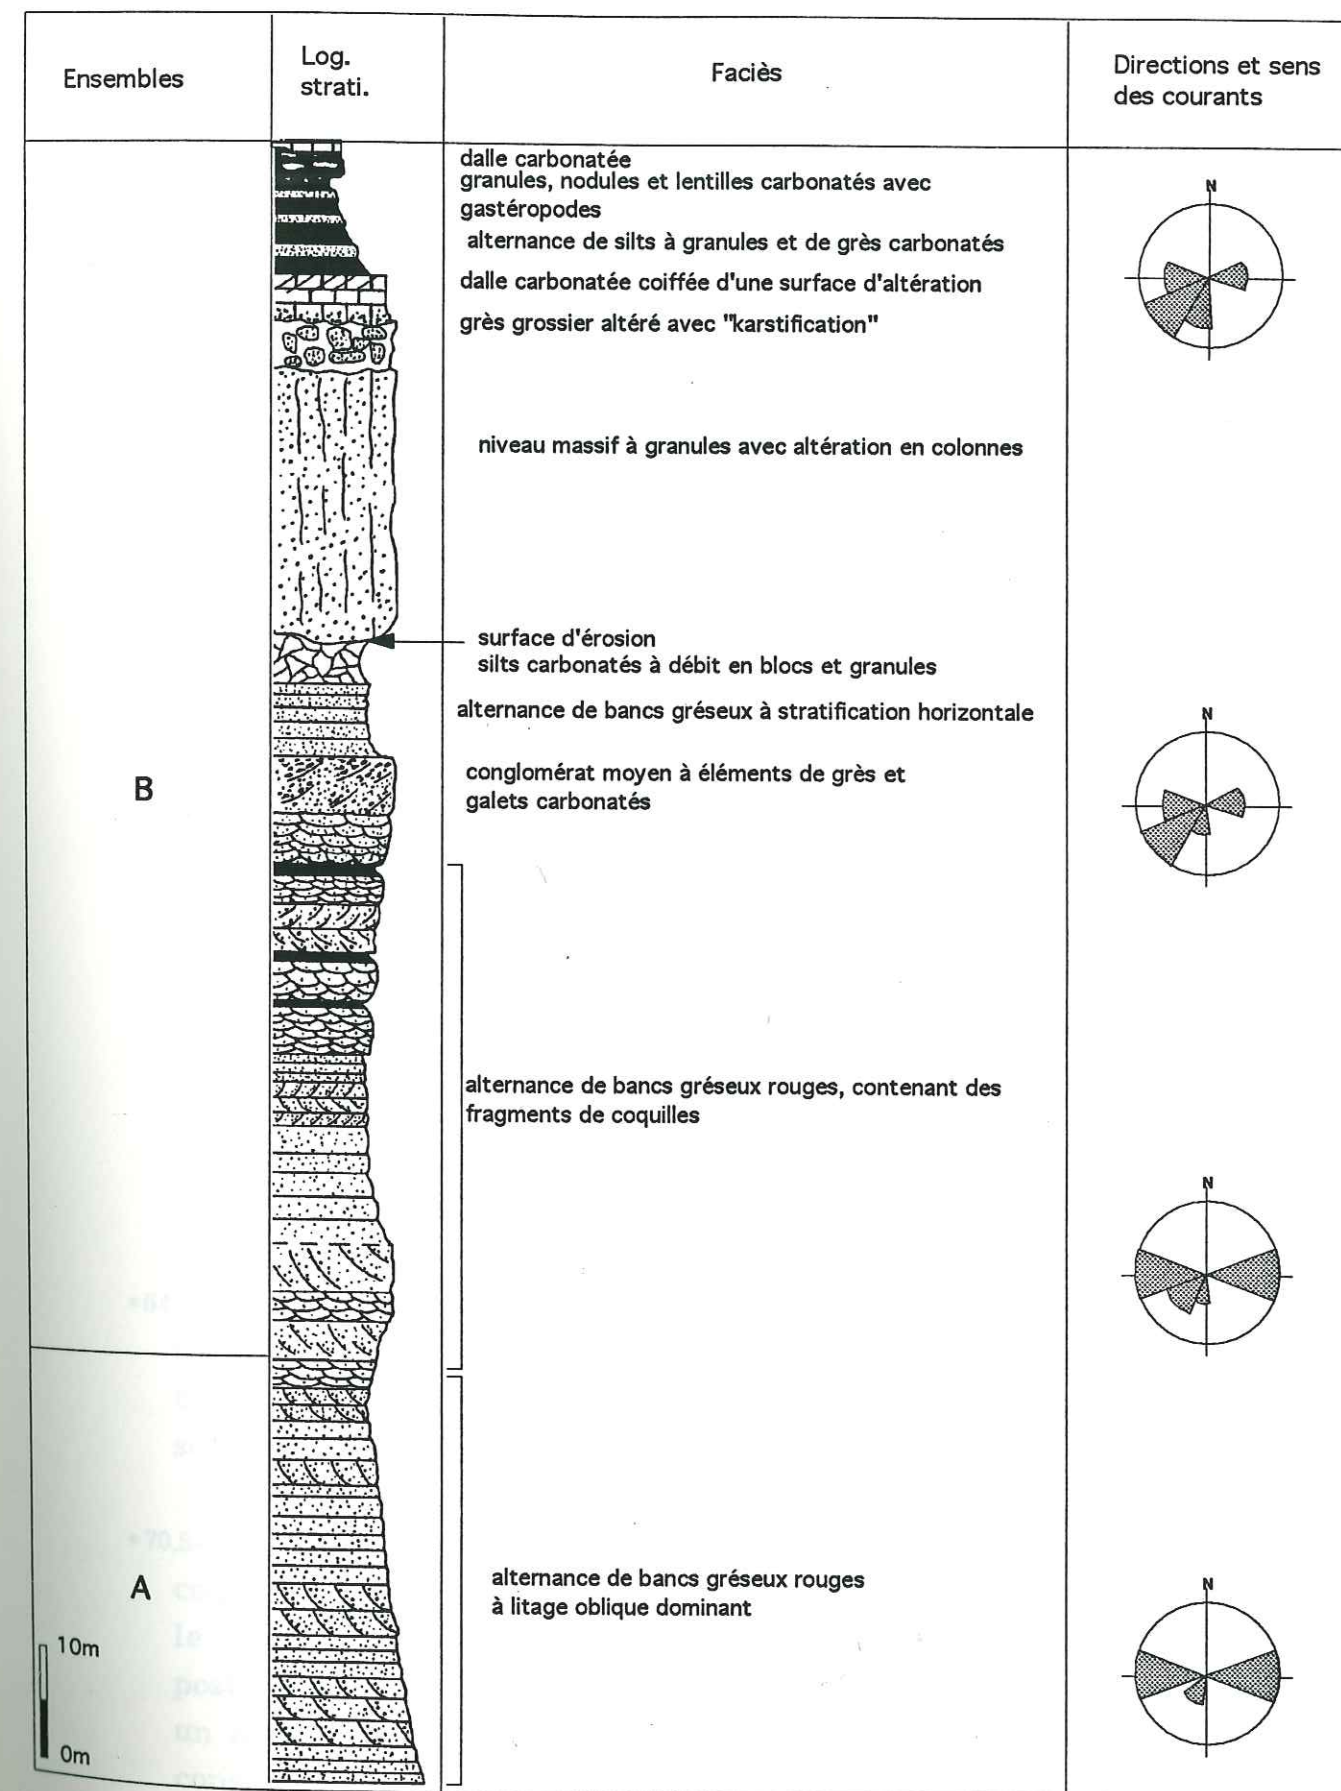 Ensembles
Log.
strati.
Faciès
Directions et sens
des courants
dalle carbonatée
granules, nodules et lentilles carbonatés avec
gastéropodes
alternance de silts à granules et de grès carbonatés
dalle carbonatée coiffée d'une surface d'altération
grès grossier altéré avec "karstification"
N
niveau massif à granules avec altération en colonnes
surface d'érosion
silts carbonatés à débit en blocs et granules
alternance de bancs gréseux à stratification horizontale
N
B
conglomérat moyen à éléments de grès et
galets carbonatés
alternance de bancs gréseux rouges, contenant des
fragments de coquilles
N
A
alternance de bancs gréseux rouges
à litage oblique dominant
N
10m
0m